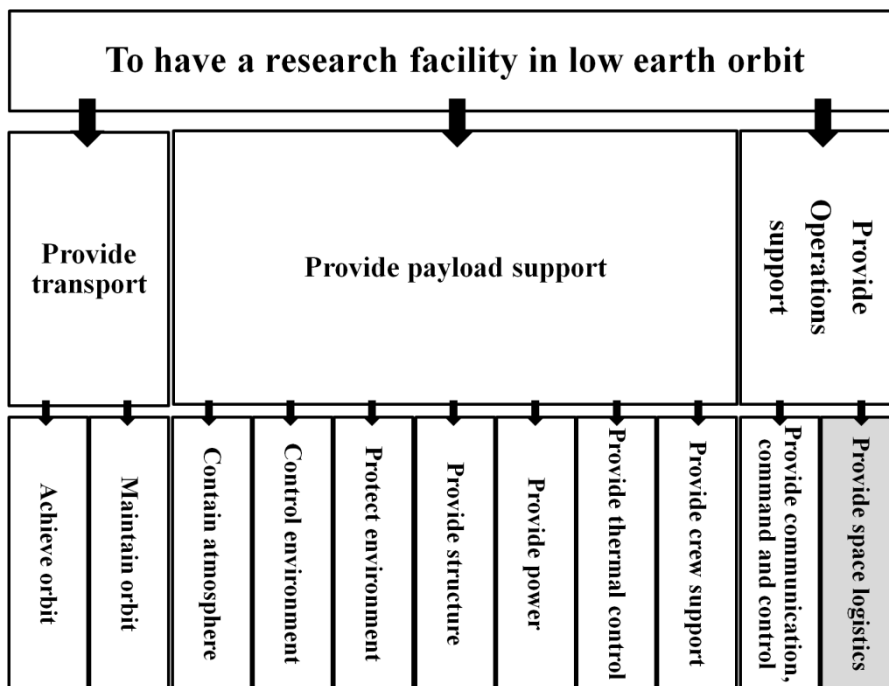 To have a research facility in low earth orbit
Provide
transport
Provide payload support
Provide
Operations
support
Achieve orbit
Maintain orbit
Contain atmosphere
Control environment
Protect environment
Provide structure
Provide power
Provide thermal control
Provide crew support
Provide communication,
command and control
Provide space logistics